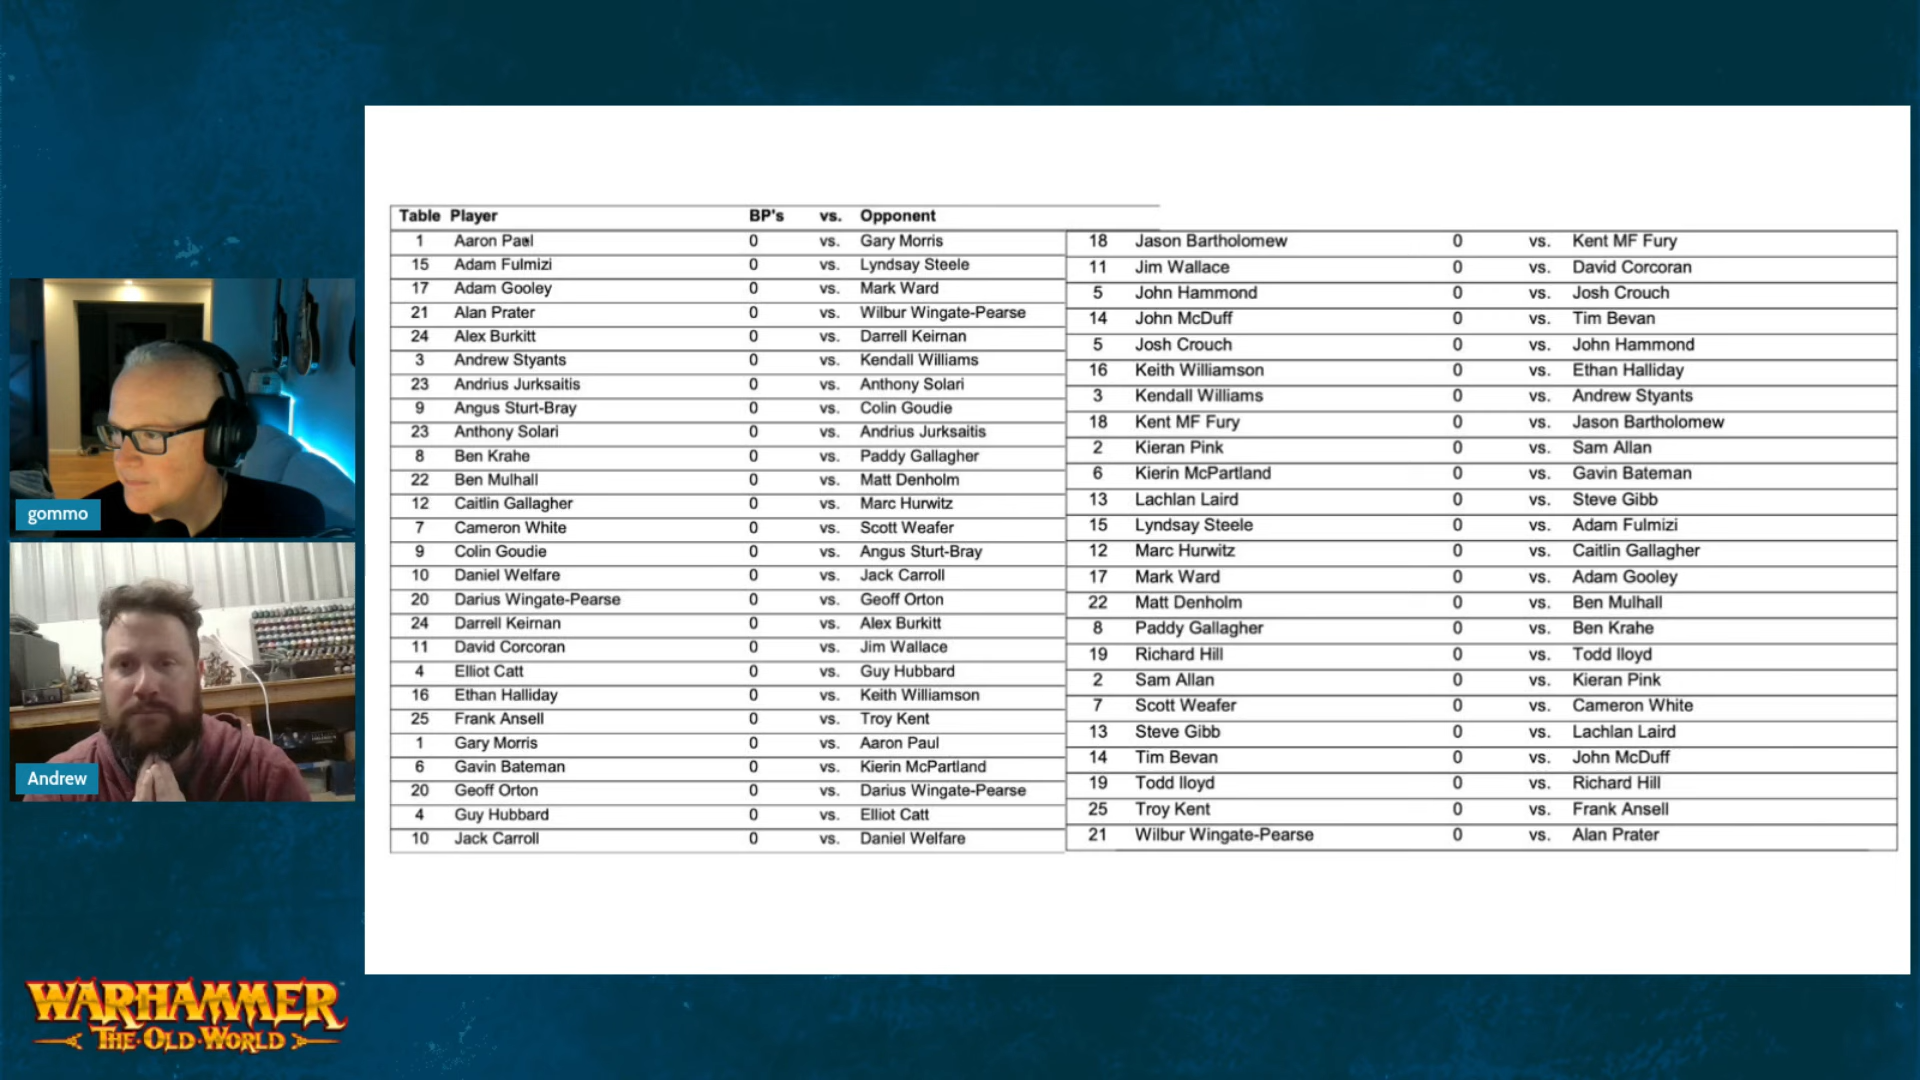 Table Player BP's vs. Opponent
1 Aaron Paul 0 vs. Gary Morris
15 Adam Fulmizi 0 vs. Lyndsay Steele
17 Adam Gooley 0 vs. Mark Ward
21 Alan Prater 0 vs. Wilbur Wingate-Pearse
24 Alex Burkitt 0 vs. Darrell Keirnan
3 Andrew Styants 0 vs. Kendall Williams
23 Andrius Jurksaitis 0 vs. Anthony Solari
9 Angus Sturt-Bray 0 vs. Colin Goudie
23 Anthony Solari 0 vs. Andrius Jurksaitis
8 Ben Krahe 0 vs. Paddy Gallagher
22 Ben Mulhall 0 vs. Matt Denholm
12 Caitlin Gallagher 0 vs. Marc Hurwitz
7 Cameron White 0 vs. Scott Weafer
9 Colin Goudie 0 vs. Angus Sturt-Bray
10 Daniel Welfare 0 vs. Jack Carroll
20 Darius Wingate-Pearse 0 vs. Geoff Orton
24 Darrell Keirnan 0 vs. Alex Burkitt
11 David Corcoran 0 vs. Jim Wallace
4 Elliot Catt 0 vs. Guy Hubbard
16 Ethan Halliday 0 vs. Keith Williamson
25 Frank Ansell 0 vs. Troy Kent
1 Gary Morris 0 vs. Aaron Paul
6 Gavin Bateman 0 vs. Kierin McPartland
20 Geoff Orton 0 vs. Darius Wingate-Pearse
4 Guy Hubbard 0 vs. Elliot Catt
10 Jack Carroll 0 vs. Daniel Welfare
18 Jason Bartholomew 0 vs. Kent MF Fury
11 Jim Wallace 0 vs. David Corcoran
5 John Hammond 0 vs. Josh Crouch
14 John McDuff 0 vs. Tim Bevan
5 Josh Crouch 0 vs. John Hammond
16 Keith Williamson 0 vs. Ethan Halliday
3 Kendall Williams 0 vs. Andrew Styants
18 Kent MF Fury 0 vs. Jason Bartholomew
2 Kieran Pink 0 vs. Sam Allan
6 Kierin McPartland 0 vs. Gavin Bateman
13 Lachlan Laird 0 vs. Steve Gibb
15 Lyndsay Steele 0 vs. Adam Fulmizi
12 Marc Hurwitz 0 vs. Caitlin Gallagher
17 Mark Ward 0 vs. Adam Gooley
22 Matt Denholm 0 vs. Ben Mulhall
8 Paddy Gallagher 0 vs. Ben Krahe
19 Richard Hill 0 vs. Todd lloyd
2 Sam Allan 0 vs. Kieran Pink
7 Scott Weafer 0 vs. Cameron White
13 Steve Gibb 0 vs. Lachlan Laird
14 Tim Bevan 0 vs. John McDuff
19 Todd lloyd 0 vs. Richard Hill
25 Troy Kent 0 vs. Frank Ansell
21 Wilbur Wingate-Pearse 0 vs. Alan Prater
gommo
Andrew
WARHAMMER
THE·OLD·WORLD